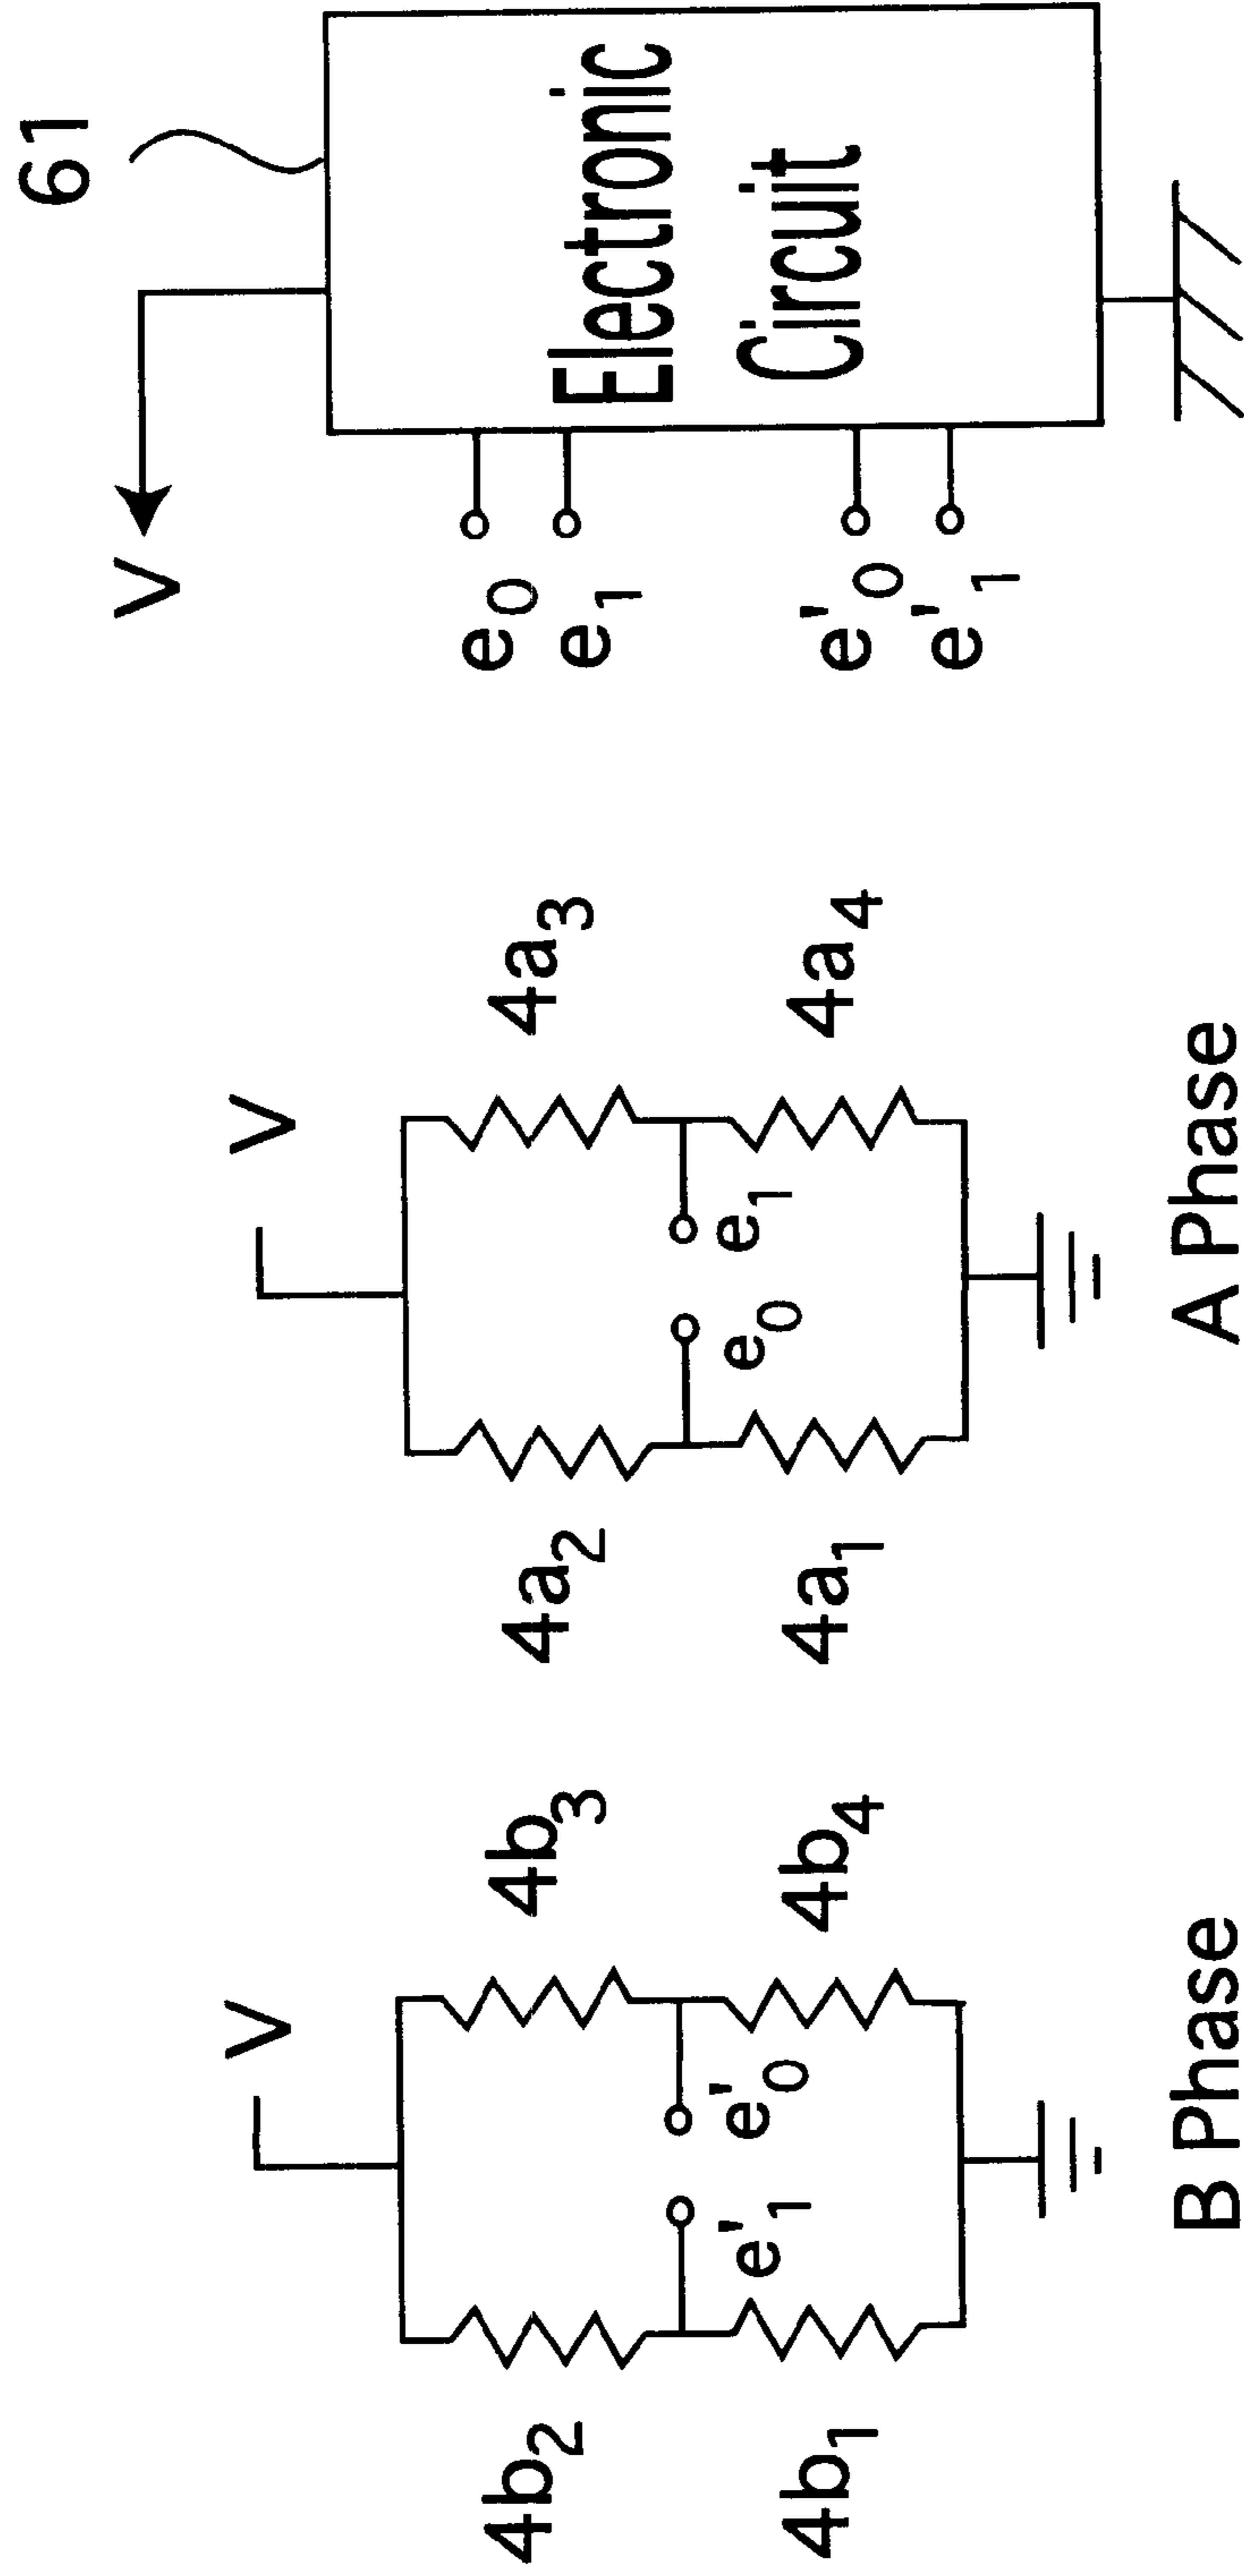 V
4b₂
4b₃
e'₁
e'₀
4b₁
4b₄
B Phase
V
4a₂
4a₃
e₀
e₁
4a₁
4a₄
A Phase
61
V
e₀
e₁
e'₀
e'₁
Electronic
Circuit